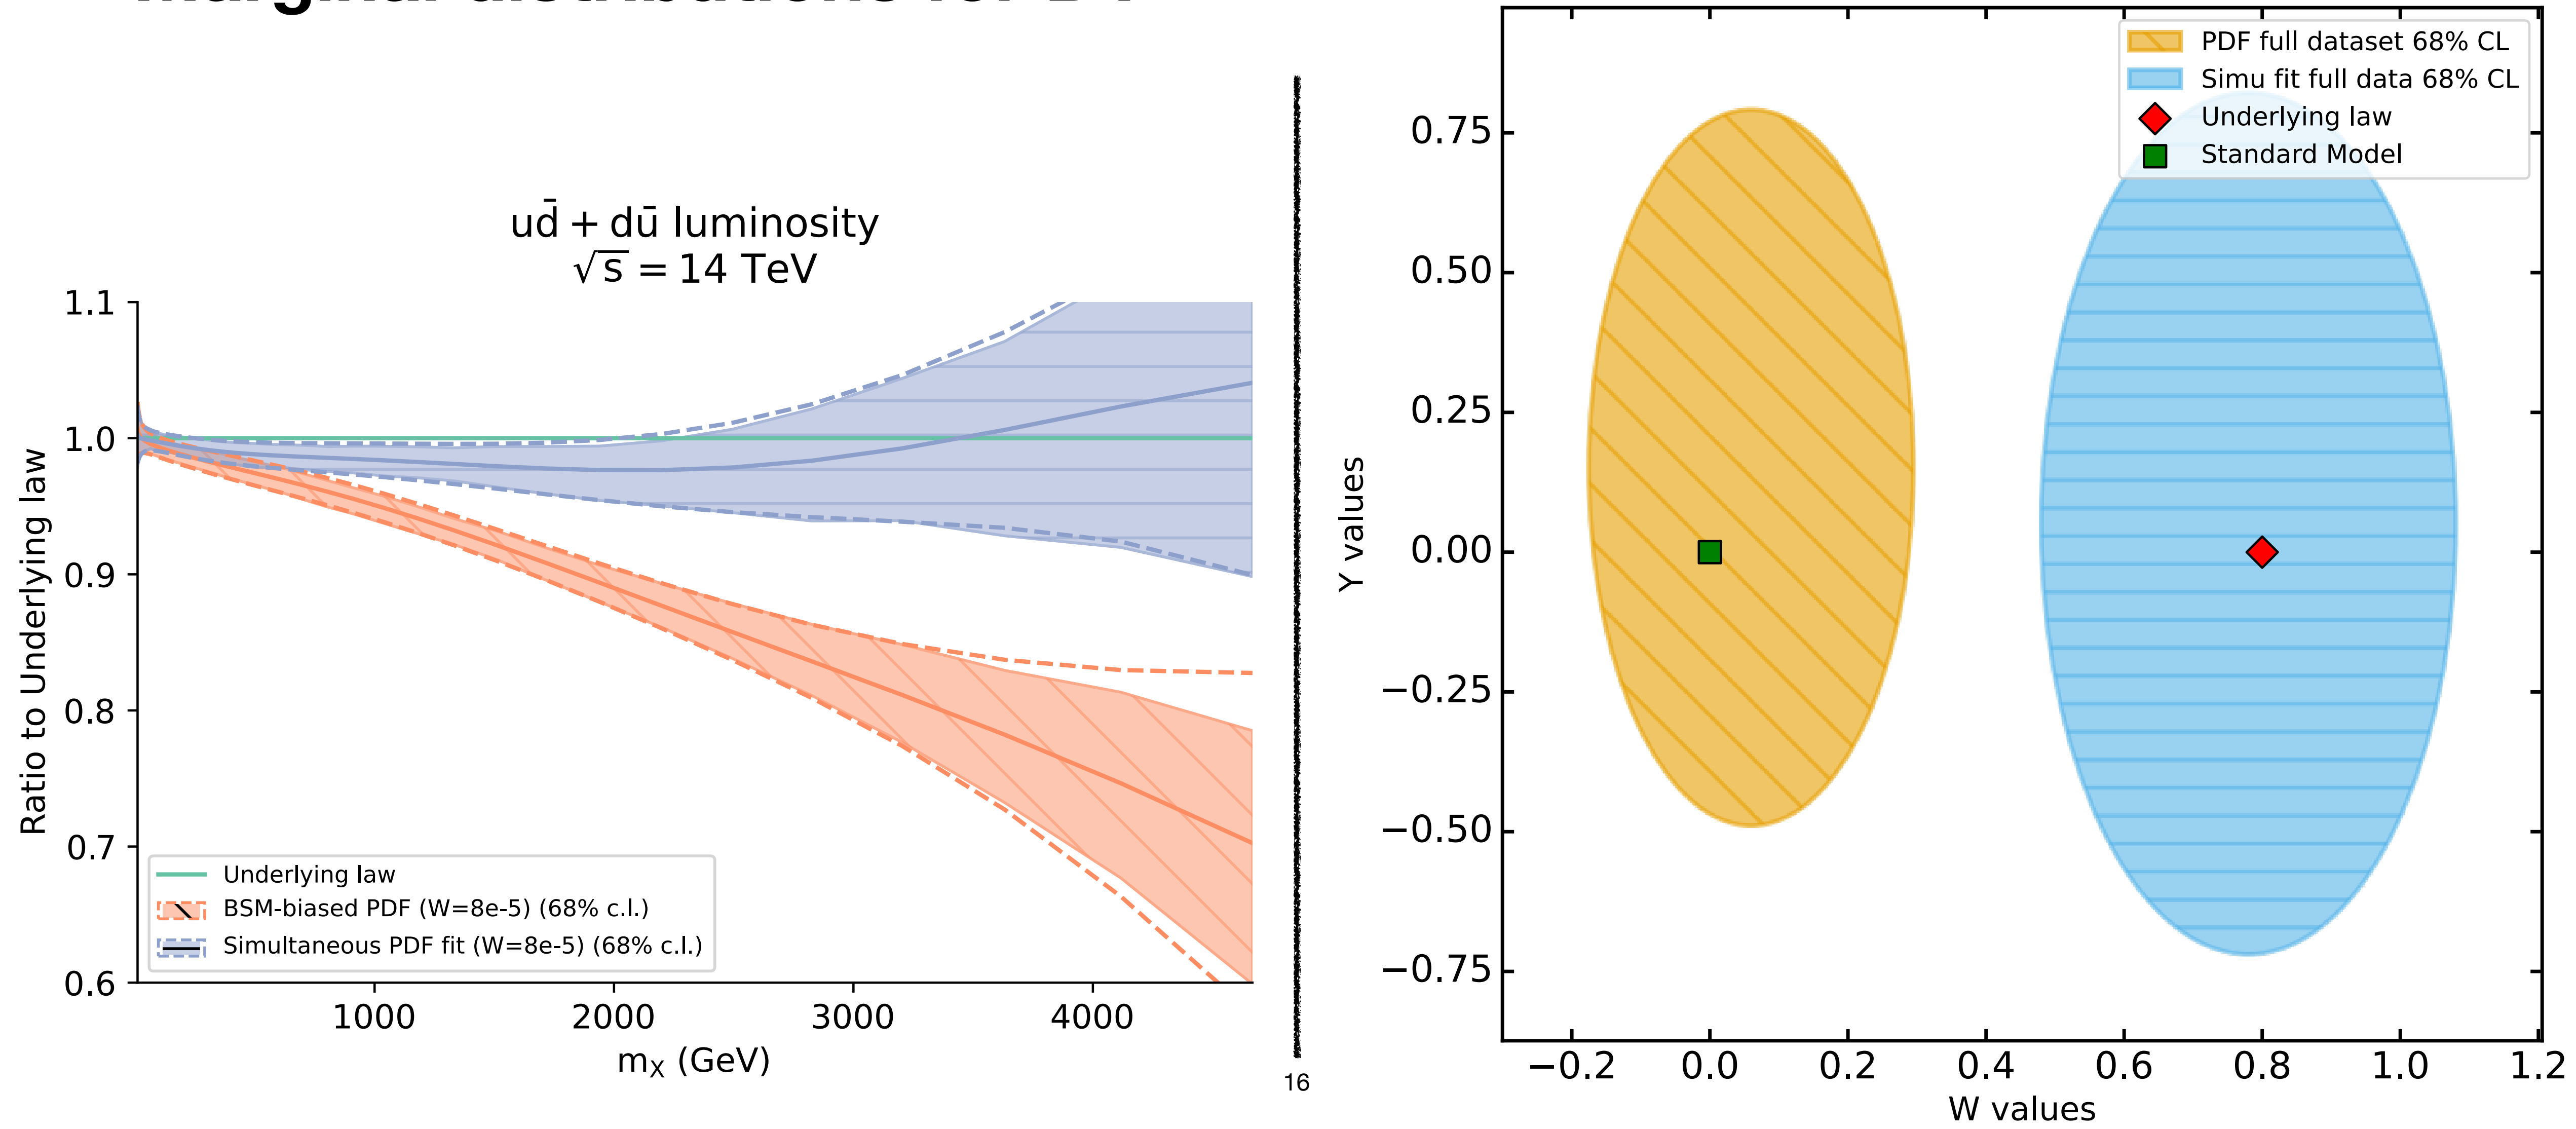 ud̄ + dū luminosity
√s = 14 TeV
Ratio to Underlying law
1.1
1.0
0.9
0.8
0.7
0.6
Underlying law
BSM-biased PDF (W=8e-5) (68% c.l.)
Simultaneous PDF fit (W=8e-5) (68% c.l.)
1000 2000 3000 4000
m_X (GeV)
16
PDF full dataset 68% CL
Simu fit full data 68% CL
Underlying law
Standard Model
Y values
0.75
0.50
0.25
0.00
−0.25
−0.50
−0.75
−0.2 0.0 0.2 0.4 0.6 0.8 1.0 1.2
W values